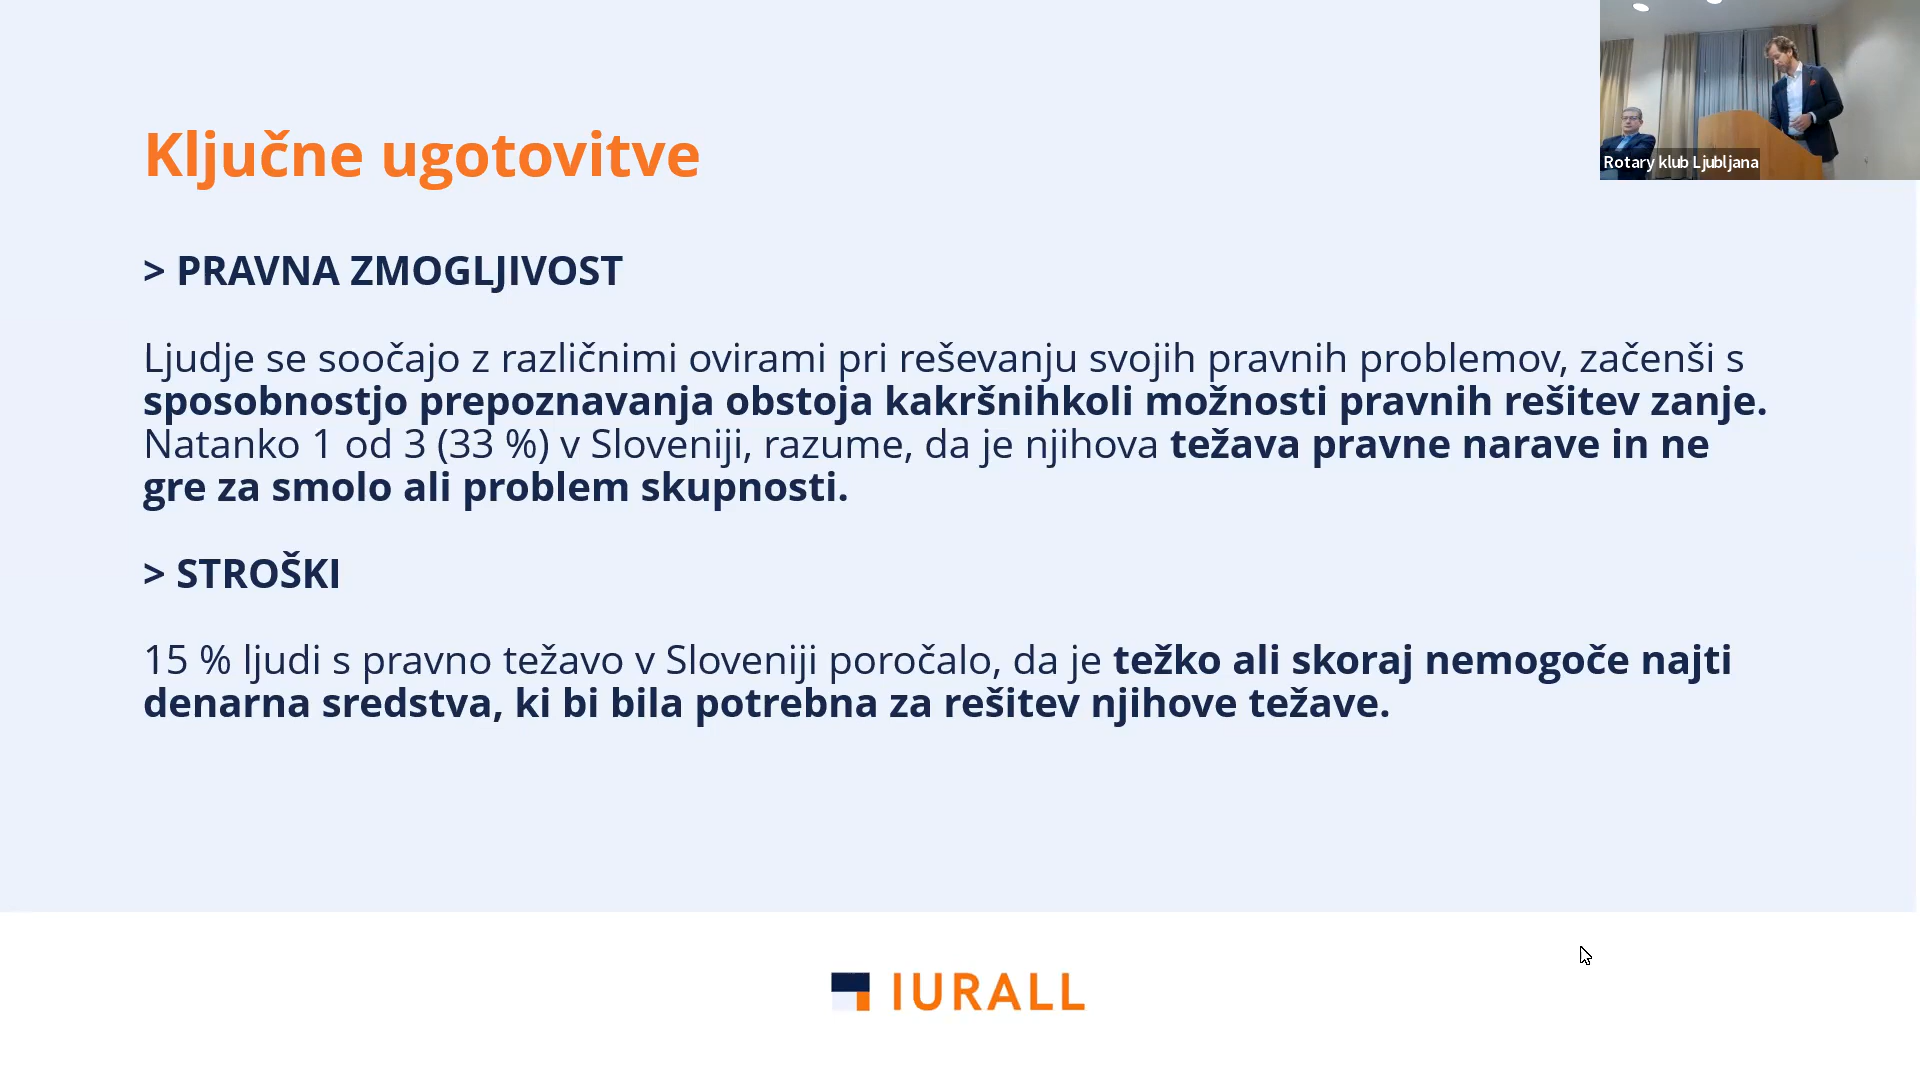 Ključne ugotovitve
> PRAVNA ZMOGLJIVOST
Ljudje se soočajo z različnimi ovirami pri reševanju svojih pravnih problemov, začenši s
sposobnostjo prepoznavanja obstoja kakršnihkoli možnosti pravnih rešitev zanje.
Natanko 1 od 3 (33 %) v Sloveniji, razume, da je njihova težava pravne narave in ne
gre za smolo ali problem skupnosti.
> STROŠKI
15 % ljudi s pravno težavo v Sloveniji poročalo, da je težko ali skoraj nemogoče najti
denarna sredstva, ki bi bila potrebna za rešitev njihove težave.
IURALL
Rotary klub Ljubljana